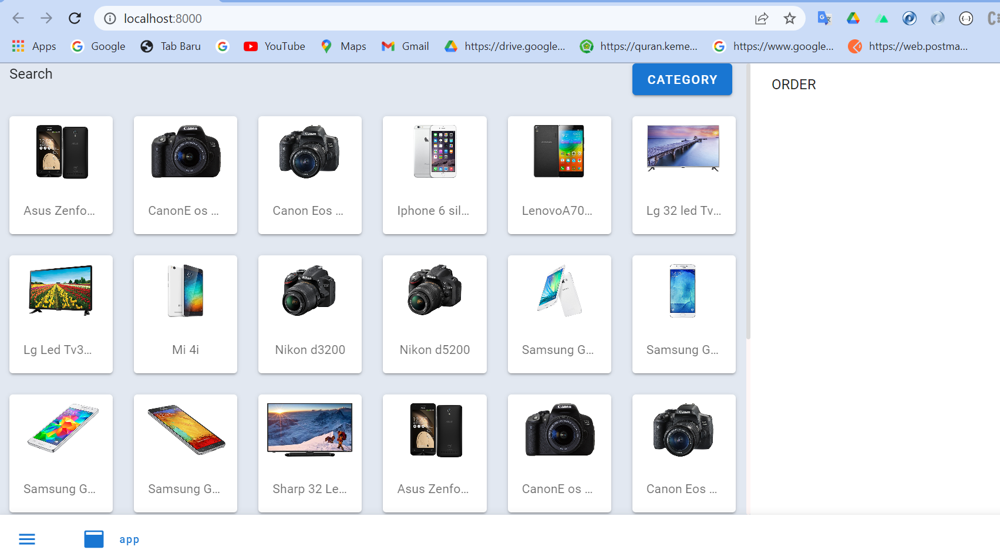 localhost:8000
Apps Google Tab Baru YouTube Maps Gmail https://drive.google... https://quran.keme... https://www.google... https://web.postma...
Search CATEGORY ORDER
Asus Zenfo... CanonE os ... Canon Eos ... Iphone 6 sil... LenovoA70... Lg 32 led Tv...
Lg Led Tv3... Mi 4i Nikon d3200 Nikon d5200 Samsung G... Samsung G...
Samsung G... Samsung G... Sharp 32 Le... Asus Zenfo... CanonE os ... Canon Eos ...
app